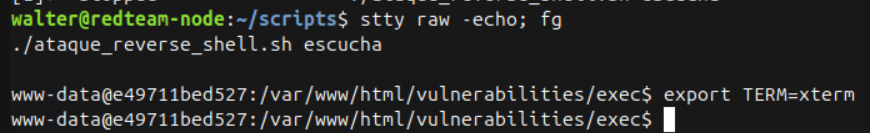 walter@redteam-node:~/scripts$ stty raw -echo; fg
./ataque_reverse_shell.sh escucha
www-data@e49711bed527:/var/www/html/vulnerabilities/exec$ export TERM=xterm
www-data@e49711bed527:/var/www/html/vulnerabilities/exec$